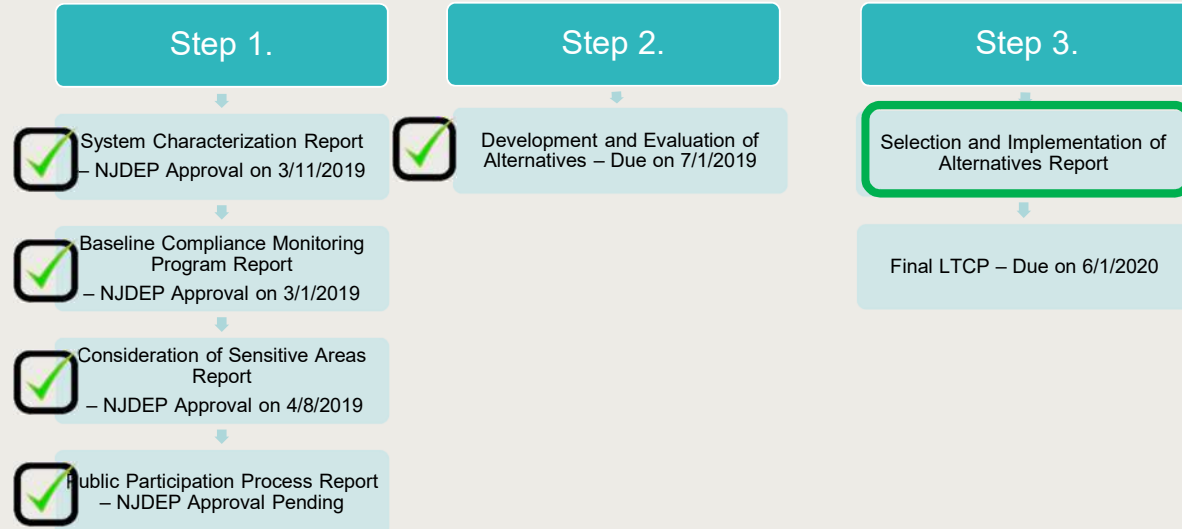 Step 1.
System Characterization Report
– NJDEP Approval on 3/11/2019
Baseline Compliance Monitoring
Program Report
– NJDEP Approval on 3/1/2019
Consideration of Sensitive Areas
Report
– NJDEP Approval on 4/8/2019
Public Participation Process Report
– NJDEP Approval Pending
Step 2.
Development and Evaluation of
Alternatives – Due on 7/1/2019
Step 3.
Selection and Implementation of
Alternatives Report
Final LTCP – Due on 6/1/2020